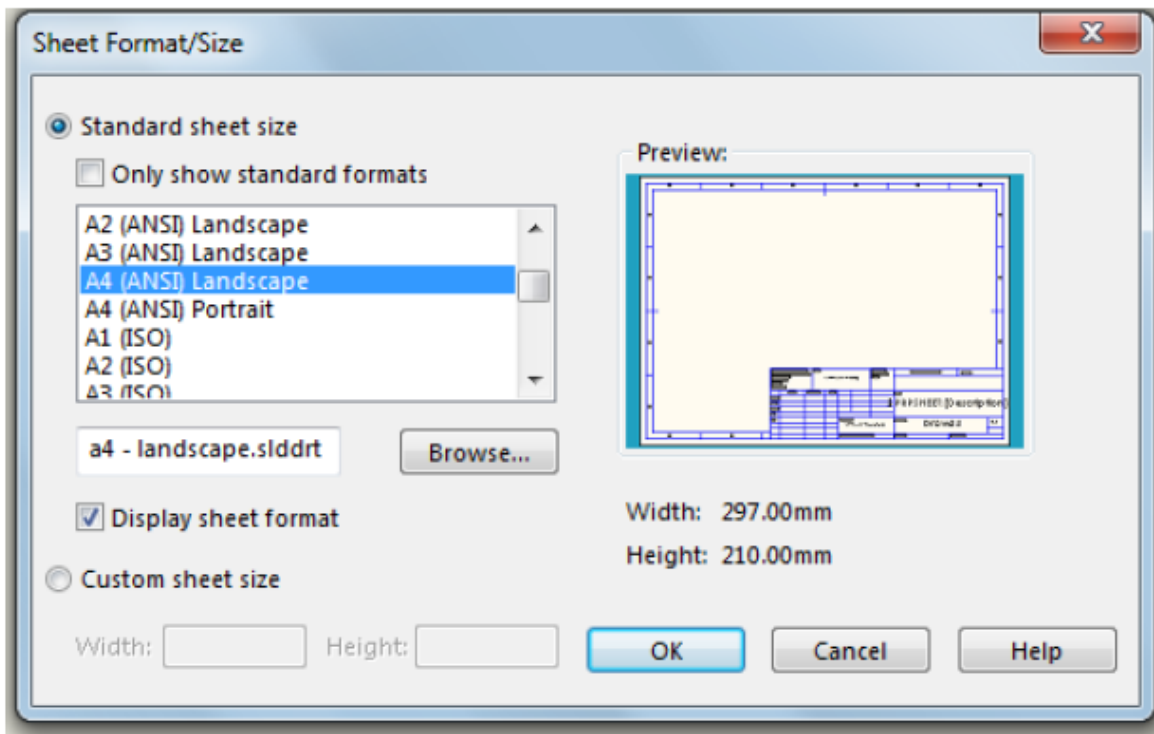 Sheet Format/Size
Standard sheet size
Only show standard formats
A2 (ANSI) Landscape
A3 (ANSI) Landscape
A4 (ANSI) Landscape
A4 (ANSI) Portrait
A1 (ISO)
A2 (ISO)
A3 (ISO)
a4 - landscape.slddrt
Browse...
Display sheet format
Custom sheet size
Width:
Height:
Preview:
Width: 297.00mm
Height: 210.00mm
OK
Cancel
Help